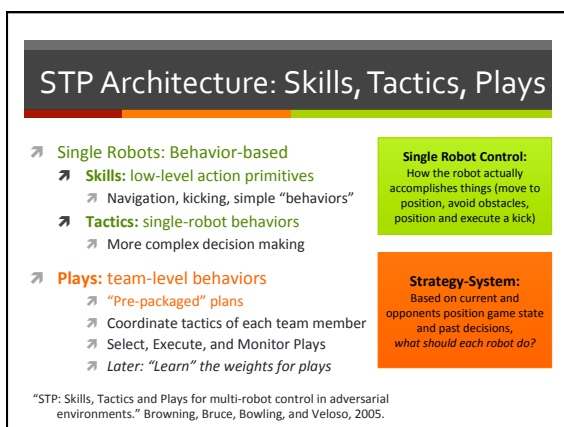 STP Architecture: Skills, Tactics, Plays
Single Robots: Behavior-based
Skills: low-level action primitives
Navigation, kicking, simple “behaviors”
Tactics: single-robot behaviors
More complex decision making
Plays: team-level behaviors
“Pre-packaged” plans
Coordinate tactics of each team member
Select, Execute, and Monitor Plays
Later: “Learn” the weights for plays
Single Robot Control:
How the robot actually
accomplishes things (move to
position, avoid obstacles,
position and execute a kick)
Strategy-System:
Based on current and
opponents position game state
and past decisions,
what should each robot do?
“STP: Skills, Tactics and Plays for multi-robot control in adversarial
environments.” Browning, Bruce, Bowling, and Veloso, 2005.